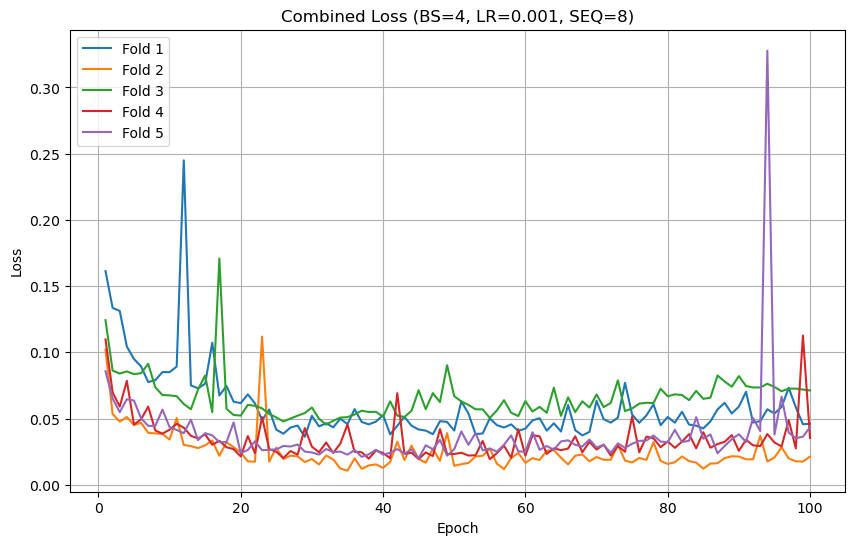 Combined Loss (BS=4, LR=0.001, SEQ=8)
Fold 1
Fold 2
Fold 3
Fold 4
Fold 5
Loss
0.30
0.25
0.20
0.15
0.10
0.05
0.00
0 20 40 60 80 100
Epoch